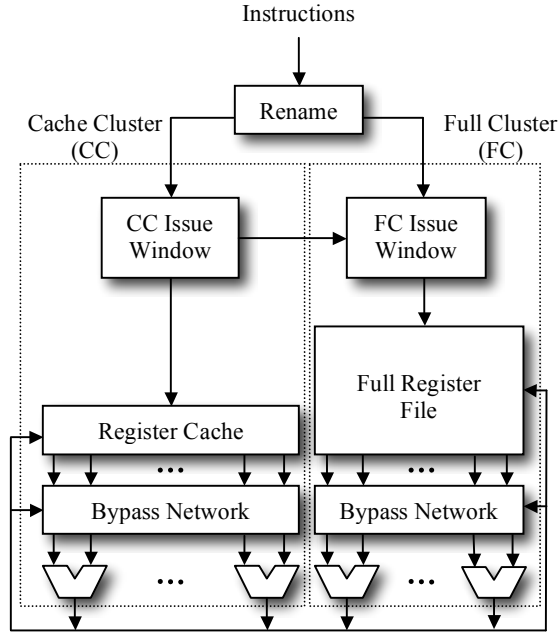 Instructions
Rename
Cache Cluster
(CC)
Full Cluster
(FC)
CC Issue
Window
FC Issue
Window
Full Register
File
Register Cache
...
...
Bypass Network
Bypass Network
...
...